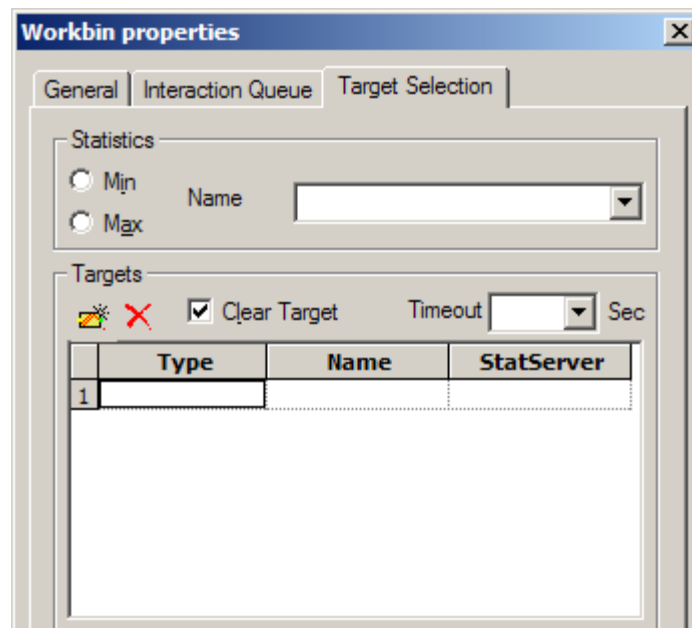 Workbin properties
General Interaction Queue Target Selection
Statistics
Min
Name
Max
Targets
Clear Target Timeout Sec
Type Name StatServer
1